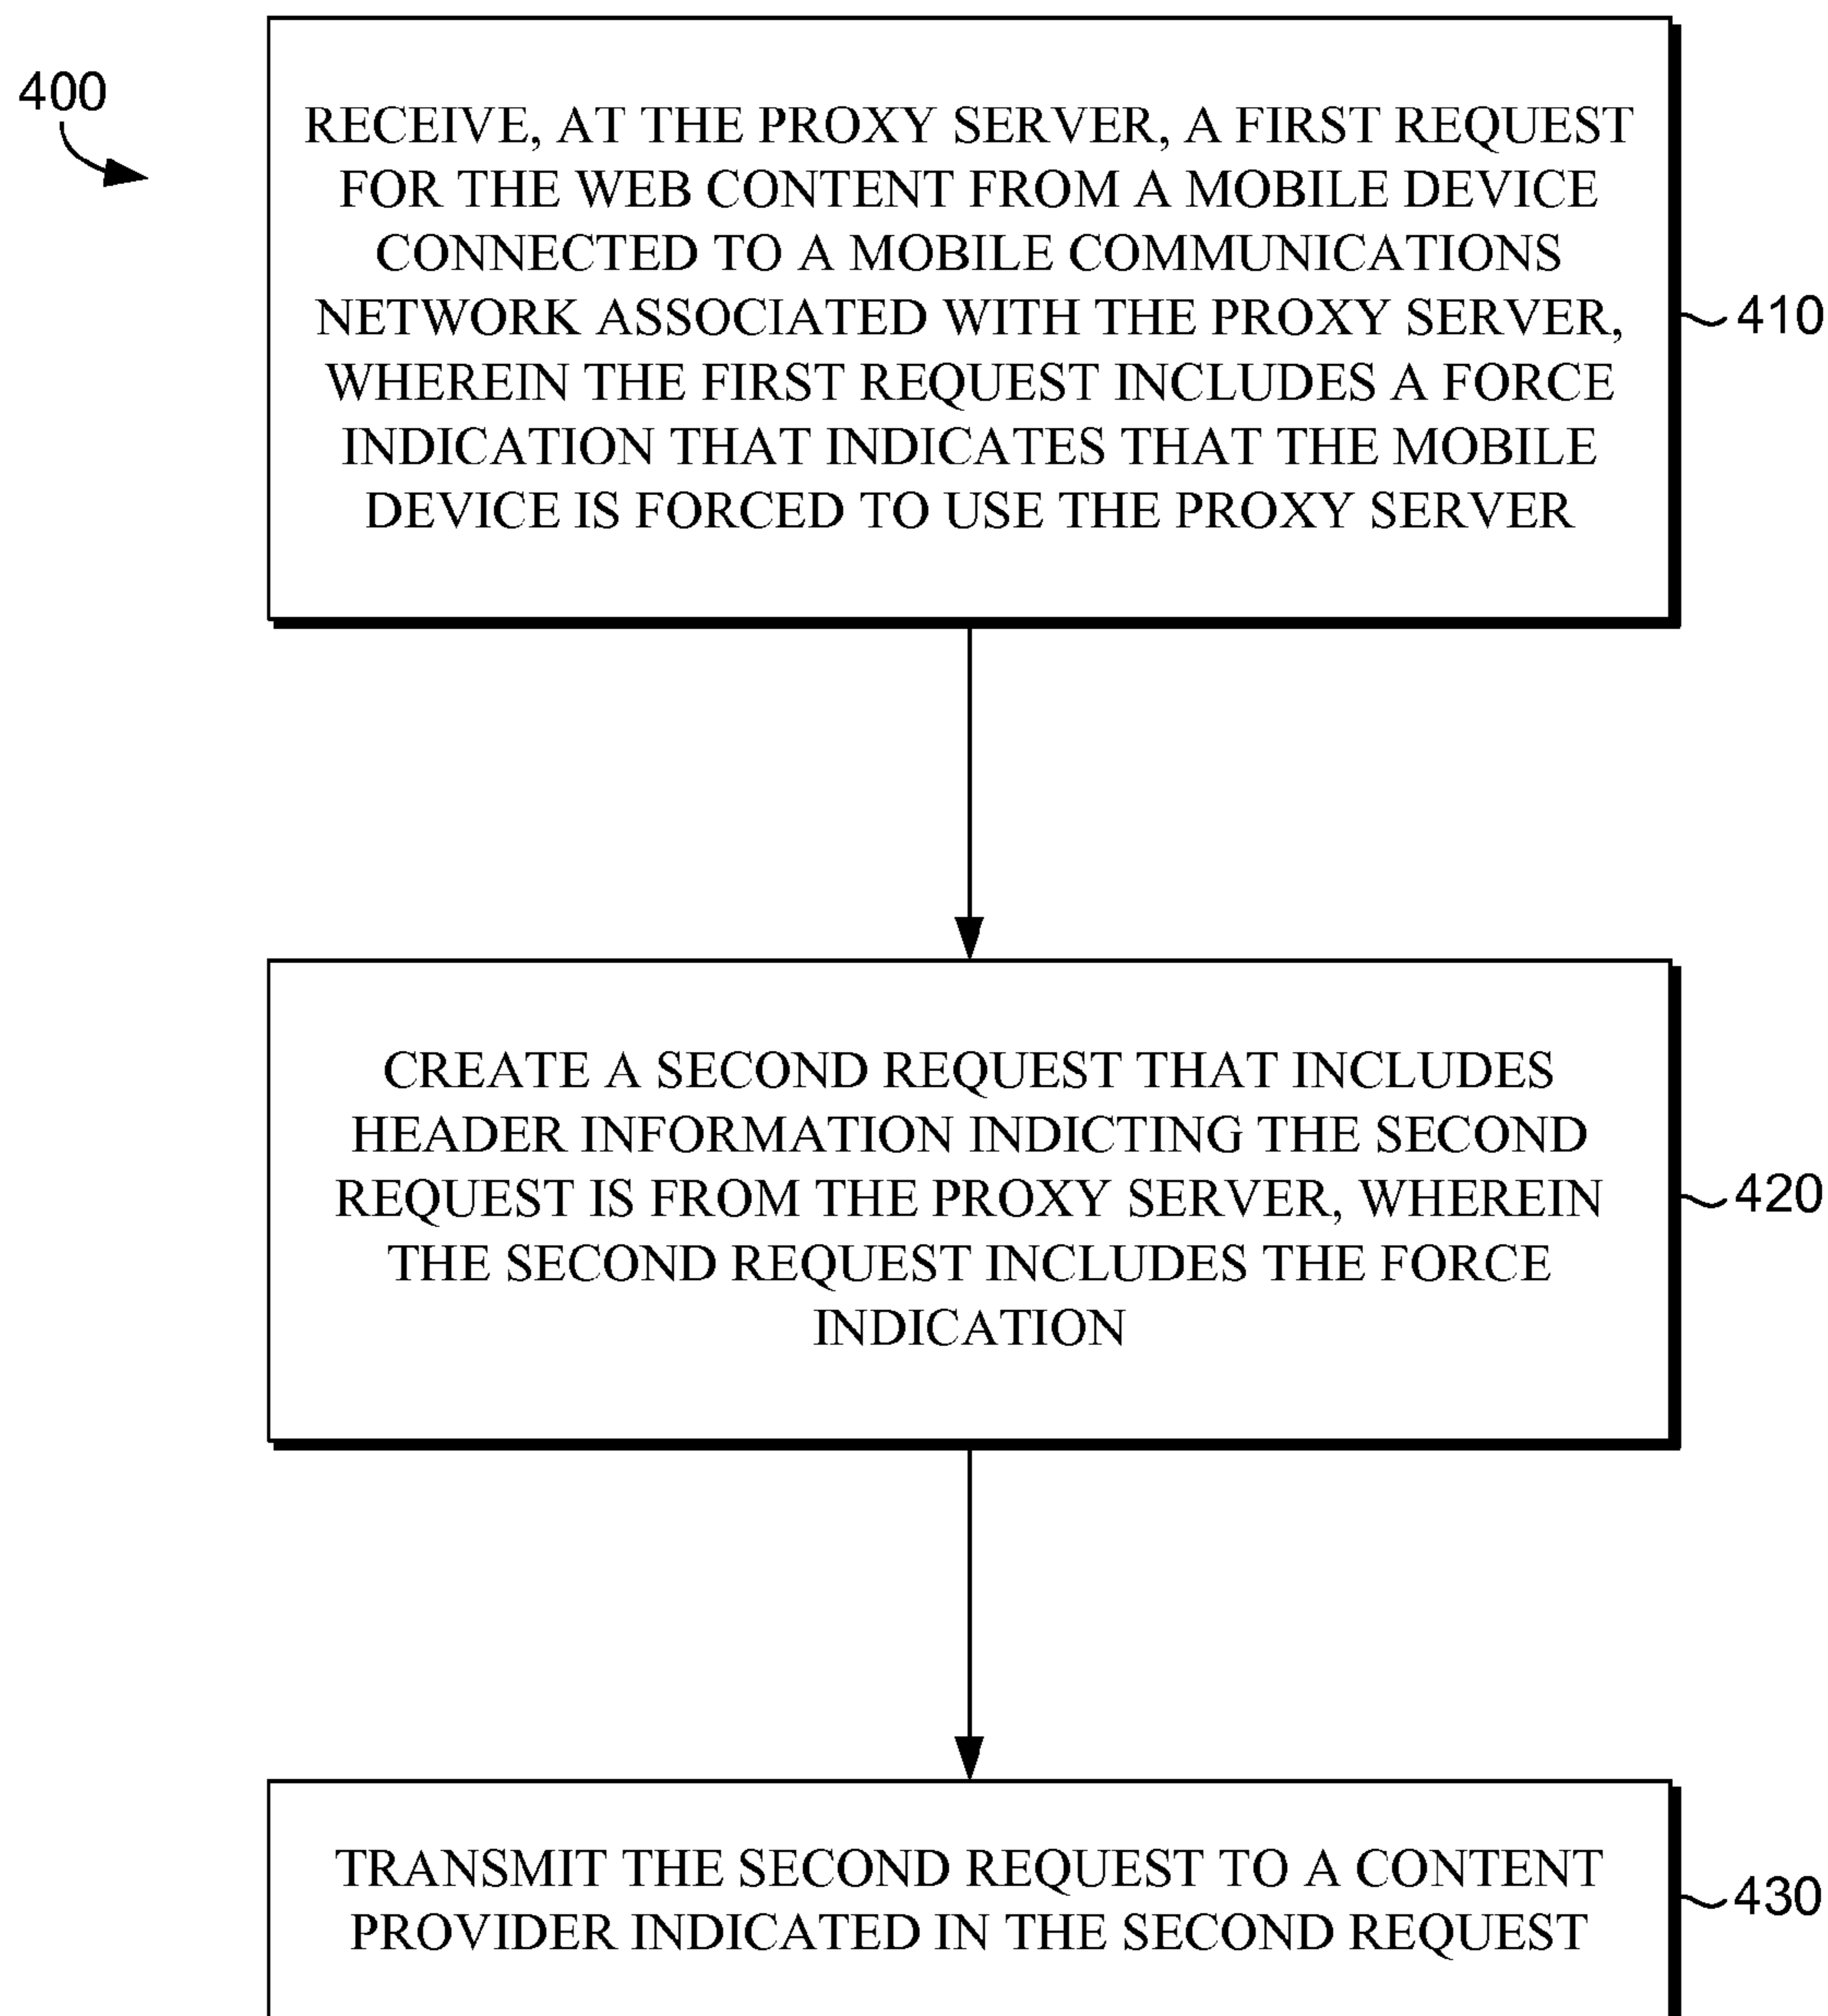 400
RECEIVE, AT THE PROXY SERVER, A FIRST REQUEST
FOR THE WEB CONTENT FROM A MOBILE DEVICE
CONNECTED TO A MOBILE COMMUNICATIONS
NETWORK ASSOCIATED WITH THE PROXY SERVER,
WHEREIN THE FIRST REQUEST INCLUDES A FORCE
INDICATION THAT INDICATES THAT THE MOBILE
DEVICE IS FORCED TO USE THE PROXY SERVER
410
CREATE A SECOND REQUEST THAT INCLUDES
HEADER INFORMATION INDICTING THE SECOND
REQUEST IS FROM THE PROXY SERVER, WHEREIN
THE SECOND REQUEST INCLUDES THE FORCE
INDICATION
420
TRANSMIT THE SECOND REQUEST TO A CONTENT
PROVIDER INDICATED IN THE SECOND REQUEST
430